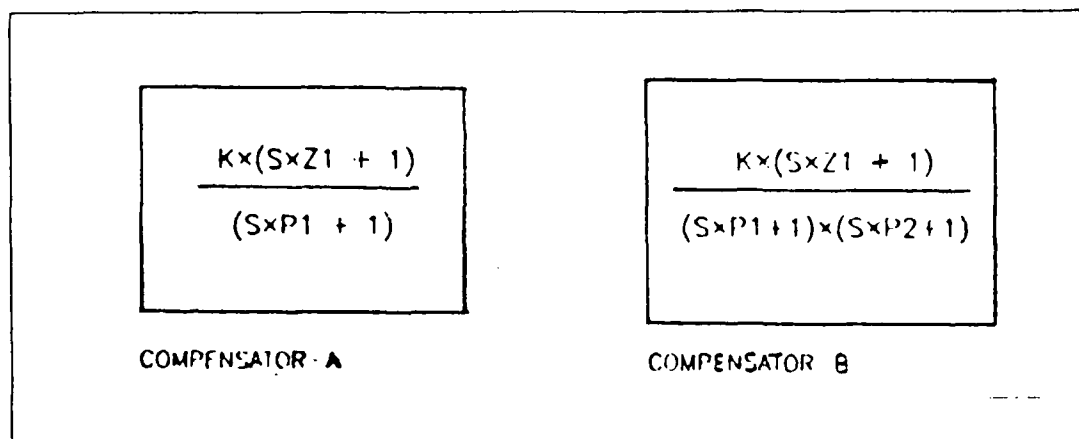 K×(S×Z1 + 1)
(S×P1 + 1)
COMPENSATOR A
K×(S×Z1 + 1)
(S×P1+1)×(S×P2+1)
COMPENSATOR B